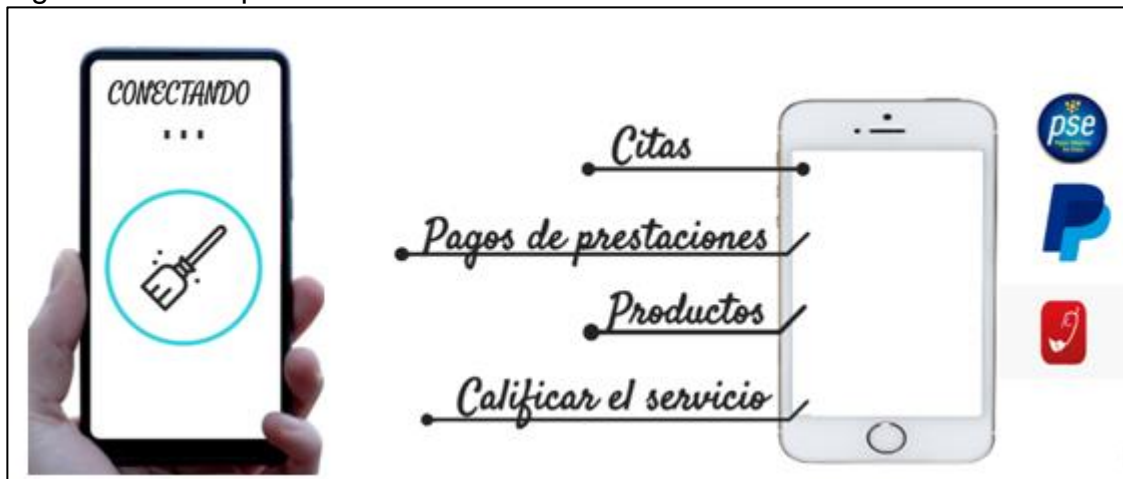 CONECTANDO
...
Citas
Pagos de prestaciones
Productos
Calificar el servicio
pse